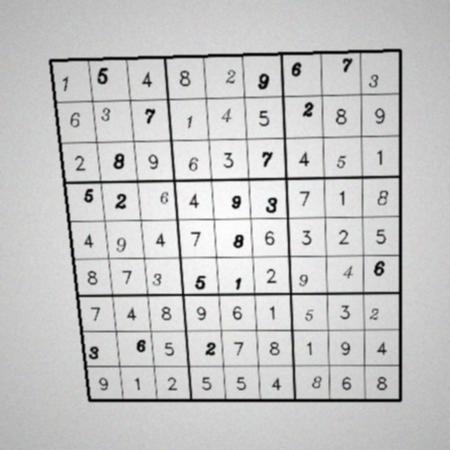 1 5 4 8 2 9 6 7 3
6 3 7 1 4 5 2 8 9
2 8 9 6 3 7 4 5 1
5 2 6 4 9 3 7 1 8
4 9 4 7 8 6 3 2 5
8 7 3 5 1 2 9 4 6
7 4 8 9 6 1 5 3 2
3 6 5 2 7 8 1 9 4
9 1 2 5 5 4 8 6 8